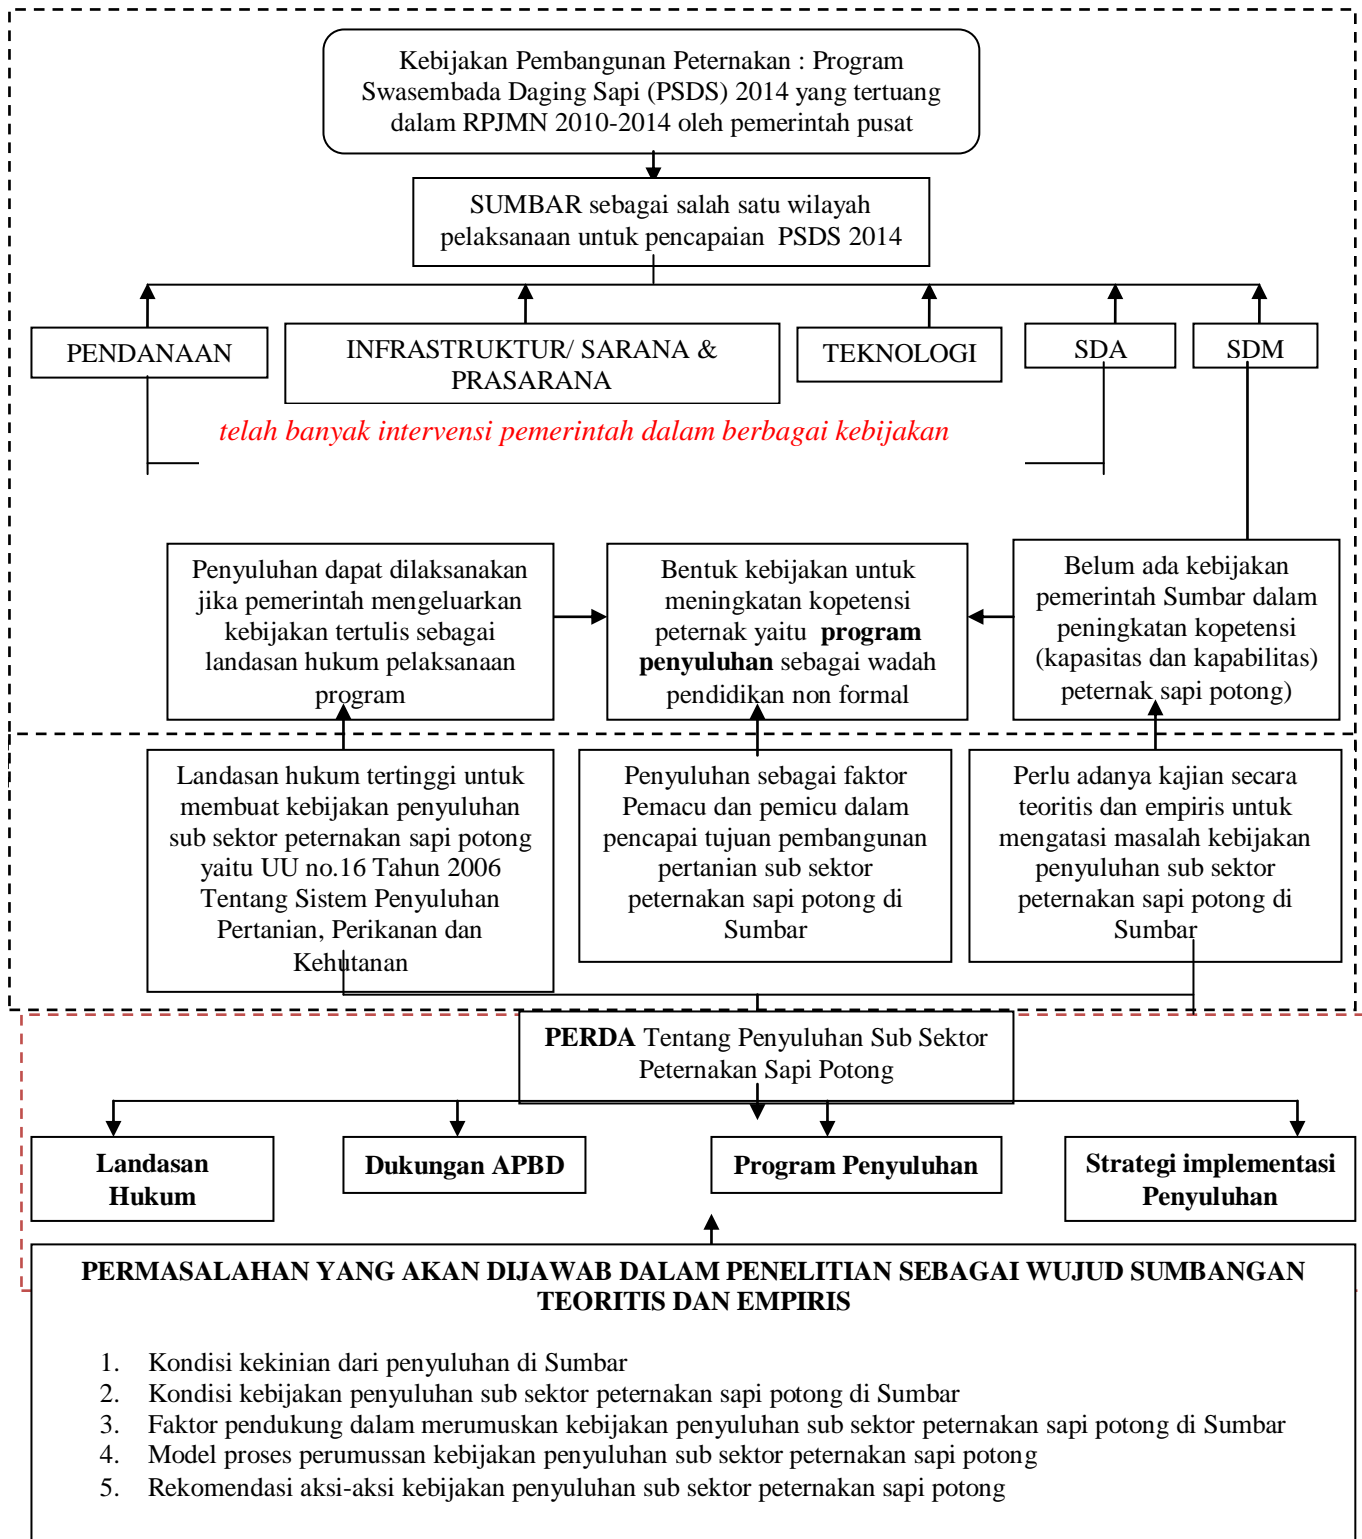 Kebijakan Pembangunan Peternakan : Program
Swasembada Daging Sapi (PSDS) 2014 yang tertuang
dalam RPJMN 2010-2014 oleh pemerintah pusat
SUMBAR sebagai salah satu wilayah
pelaksanaan untuk pencapaian PSDS 2014
PENDANAAN
INFRASTRUKTUR/ SARANA &
PRASARANA
TEKNOLOGI
SDA
SDM
telah banyak intervensi pemerintah dalam berbagai kebijakan
Penyuluhan dapat dilaksanakan
jika pemerintah mengeluarkan
kebijakan tertulis sebagai
landasan hukum pelaksanaan
program
Bentuk kebijakan untuk
meningkatan kopetensi
peternak yaitu program
penyuluhan sebagai wadah
pendidikan non formal
Belum ada kebijakan
pemerintah Sumbar dalam
peningkatan kopetensi
(kapasitas dan kapabilitas)
peternak sapi potong)
Landasan hukum tertinggi untuk
membuat kebijakan penyuluhan
sub sektor peternakan sapi potong
yaitu UU no.16 Tahun 2006
Tentang Sistem Penyuluhan
Pertanian, Perikanan dan
Kehutanan
Penyuluhan sebagai faktor
Pemacu dan pemicu dalam
pencapai tujuan pembangunan
pertanian sub sektor
peternakan sapi potong di
Sumbar
Perlu adanya kajian secara
teoritis dan empiris untuk
mengatasi masalah kebijakan
penyuluhan sub sektor
peternakan sapi potong di
Sumbar
PERDA Tentang Penyuluhan Sub Sektor
Peternakan Sapi Potong
Landasan
Hukum
Dukungan APBD
Program Penyuluhan
Strategi implementasi
Penyuluhan
PERMASALAHAN YANG AKAN DIJAWAB DALAM PENELITIAN SEBAGAI WUJUD SUMBANGAN
TEORITIS DAN EMPIRIS
1. Kondisi kekinian dari penyuluhan di Sumbar
2. Kondisi kebijakan penyuluhan sub sektor peternakan sapi potong di Sumbar
3. Faktor pendukung dalam merumuskan kebijakan penyuluhan sub sektor peternakan sapi potong di Sumbar
4. Model proses perumussan kebijakan penyuluhan sub sektor peternakan sapi potong
5. Rekomendasi aksi-aksi kebijakan penyuluhan sub sektor peternakan sapi potong